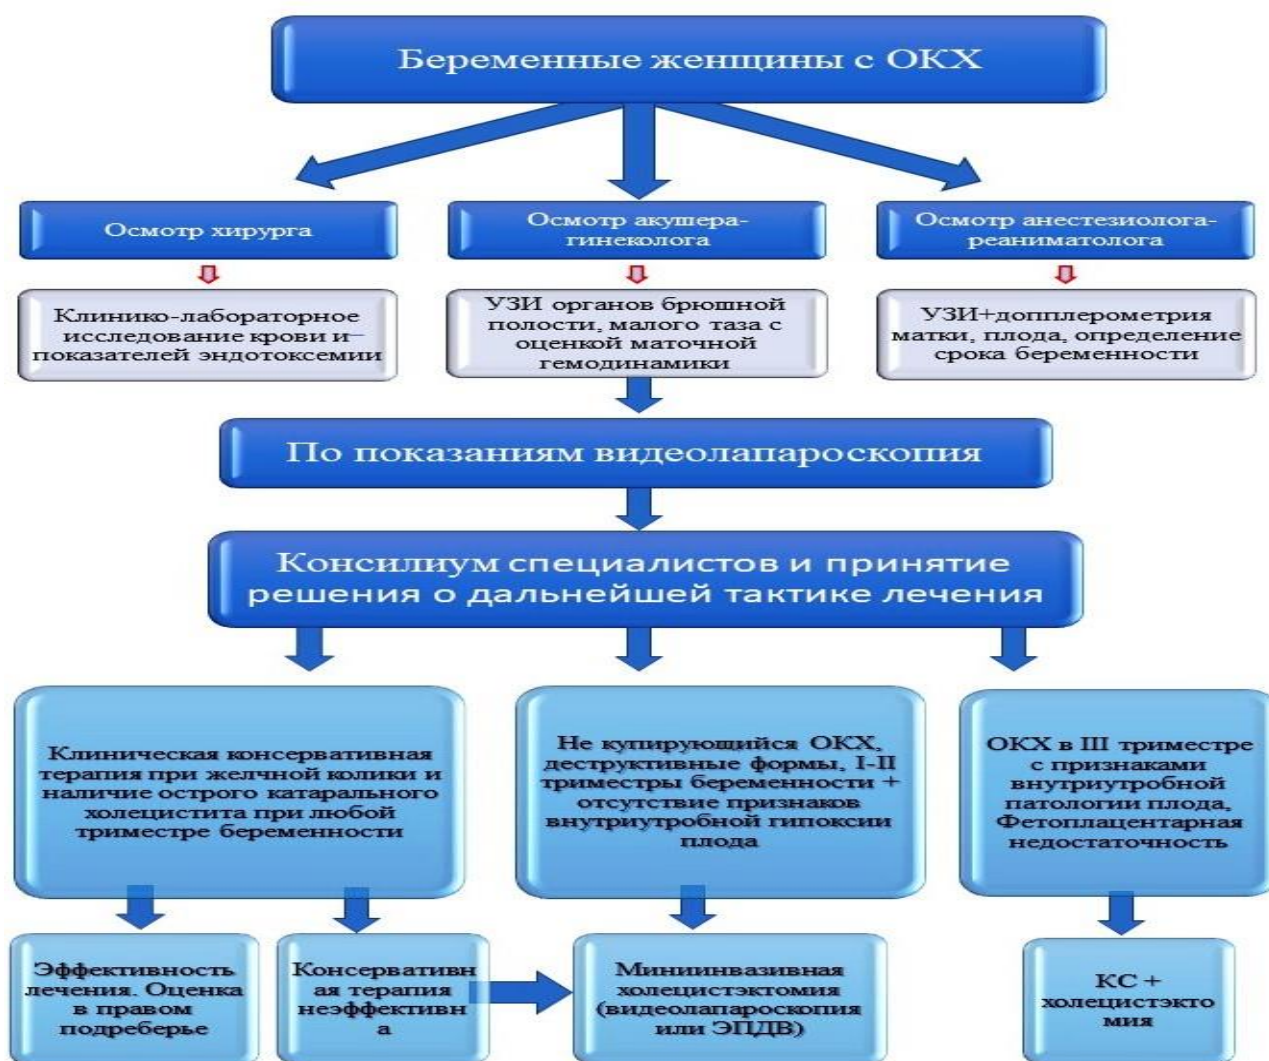 Беременные женщины с ОКХ
Осмотр хирурга
Осмотр акушера-
гинеколога
Осмотр анестезиолога-
реаниматолога
Клинико-лабораторное
исследование крови и
показателей эндотоксемии
УЗИ органов брюшной
полости, малого таза с
оценкой маточной
гемодинамики
УЗИ+допплерометрия
матки, плода, определение
срока беременности
По показаниям видеолапароскопия
Консилиум специалистов и принятие
решения о дальнейшей тактике лечения
Клиническая консервативная
терапия при желчной колики и
наличие острого катарального
холецистита при любой
триместре беременности
Не купирующийся ОКХ,
деструктивные формы, I-II
триместры беременности +
отсутствие признаков
внутриутробной гипоксии
плода
ОКХ в III триместре
с признаками
внутриутробной
патологии плода,
Фетоплацентарная
недостаточность
Эффективность
лечения. Оценка
в правом
подреберье
Консервативн
ая терапия
неэффективн
а
Миниинвазивная
холецистэктомия
(видеолапароскопия
или ЭПДВ)
КС +
холецистэкто
мия